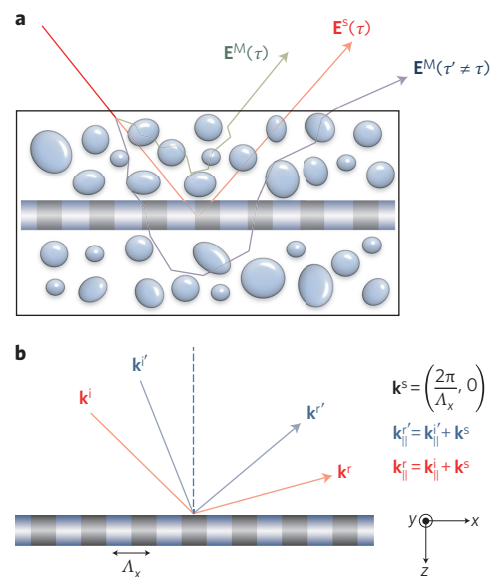 a
E^s(τ)
E^M(τ)
E^M(τ′ ≠ τ)
b
k^i′
k^i
k^r′
k^r
Λ_x
k^s = (2π/Λ_x, 0)
k_∥^r′ = k_∥^i′ + k^s
k_∥^r = k_∥^i + k^s
y x
z